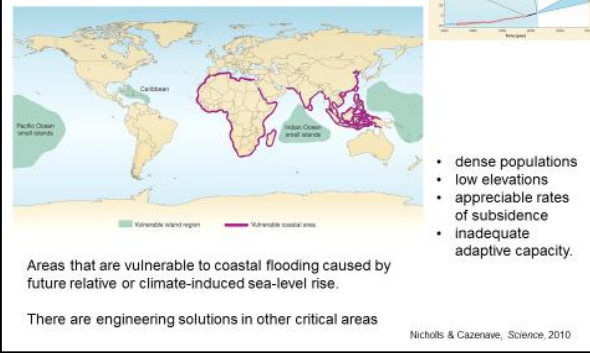 Caribbean
Pacific Ocean
small islands
Indian Ocean
small islands
Vulnerable island region
Vulnerable coastal area
• dense populations
• low elevations
• appreciable rates
of subsidence
• inadequate
adaptive capacity.
Areas that are vulnerable to coastal flooding caused by
future relative or climate-induced sea-level rise.
There are engineering solutions in other critical areas
Nicholls & Cazenave, Science, 2010